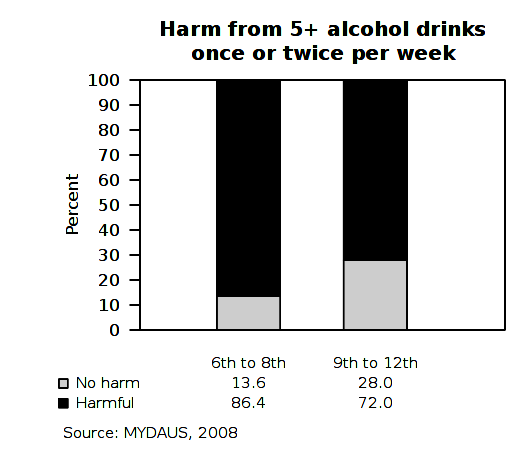 Harm from 5+ alcohol drinks
once or twice per week
Percent
100
90
80
70
60
50
40
30
20
10
0
6th to 8th 9th to 12th
No harm 13.6 28.0
Harmful 86.4 72.0
Source: MYDAUS, 2008